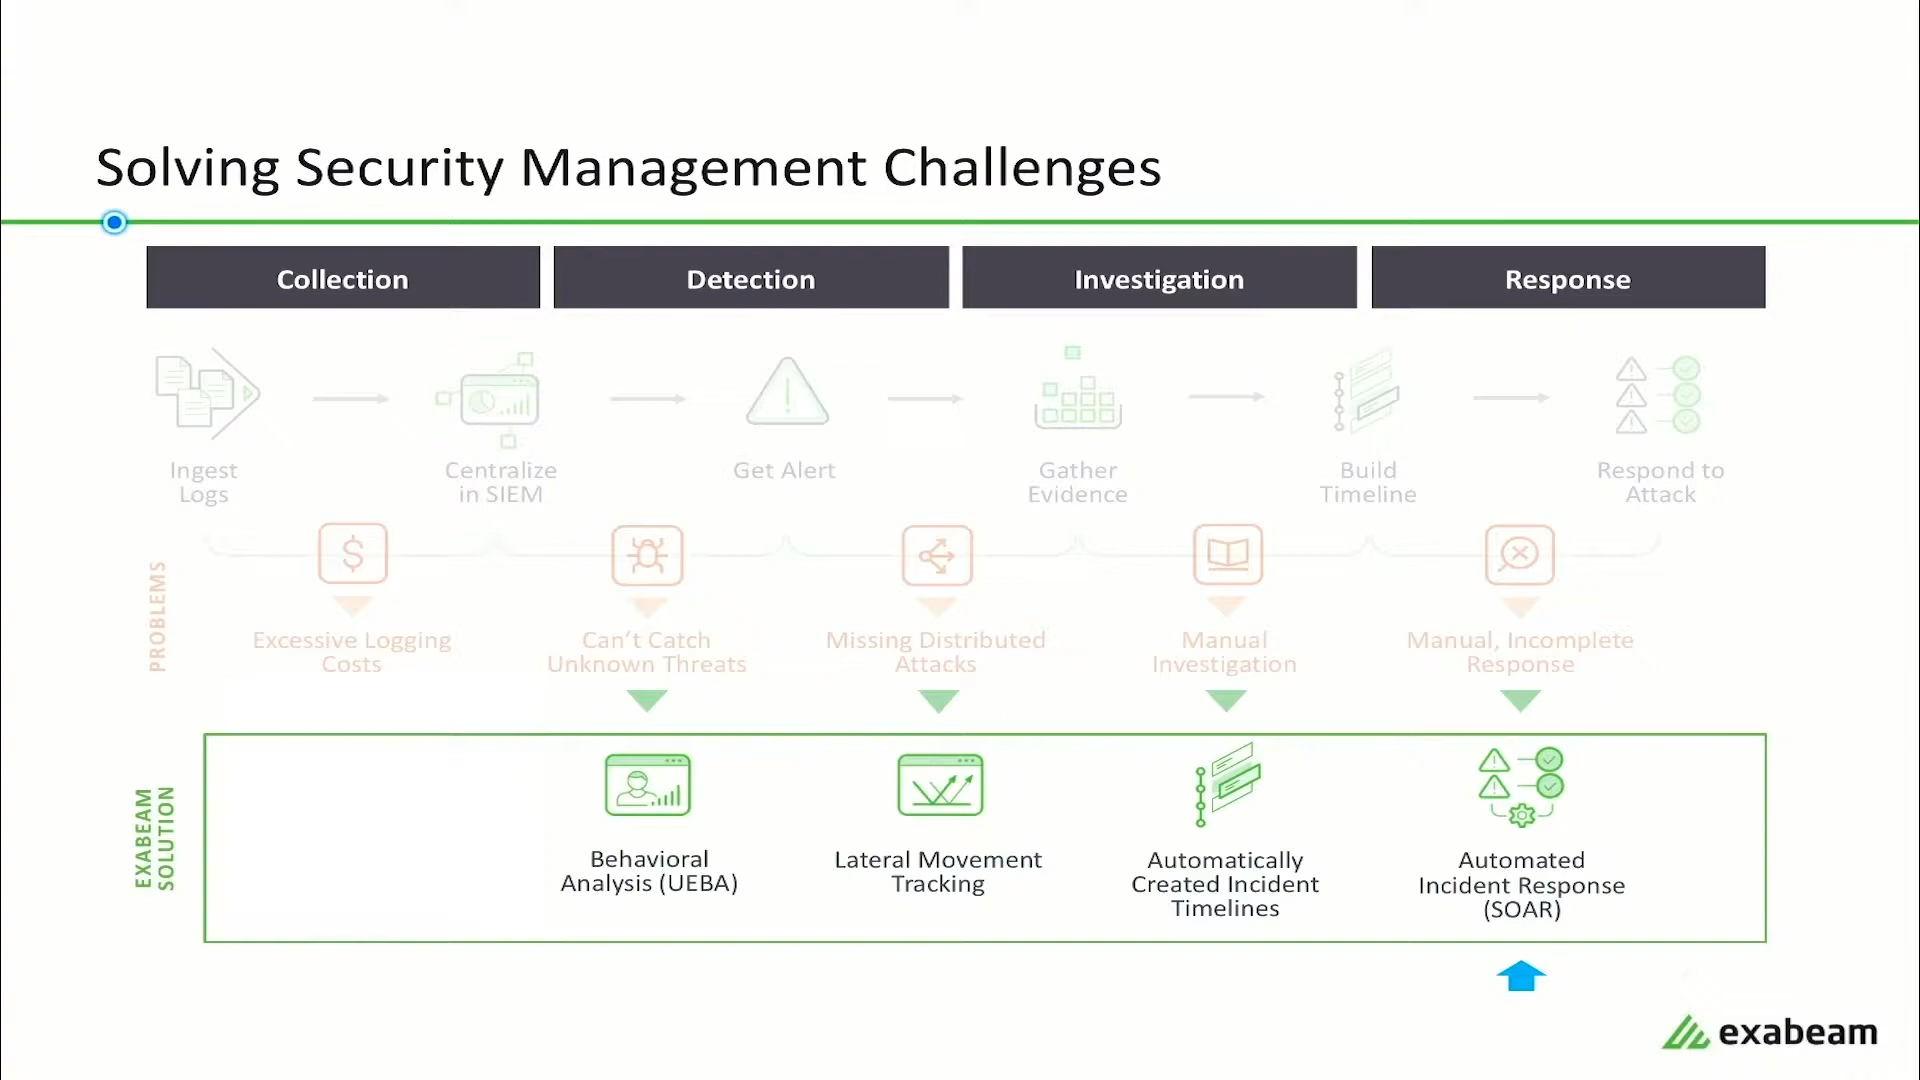 Solving Security Management Challenges
Collection
Detection
Investigation
Response
Ingest
Logs
Centralize
in SIEM
Get Alert
Gather
Evidence
Build
Timeline
Respond to
Attack
PROBLEMS
Excessive Logging
Costs
Can’t Catch
Unknown Threats
Missing Distributed
Attacks
Manual
Investigation
Manual, Incomplete
Response
EXABEAM
SOLUTION
Behavioral
Analysis (UEBA)
Lateral Movement
Tracking
Automatically
Created Incident
Timelines
Automated
Incident Response
(SOAR)
exabeam